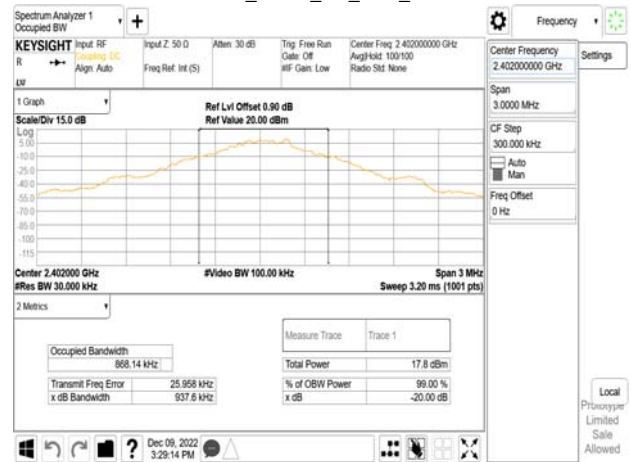 Spectrum Analyzer 1
Occupied BW
Frequency
KEYSIGHT
R
LVI
Input: RF
Coupling: DC
Align: Auto
Input Z: 50 Ω
Freq Ref: Int (S)
Atten: 30 dB
Trig: Free Run
Gate: Off
#IF Gain: Low
Center Freq: 2.402000000 GHz
Avg|Hold: 100/100
Radio Std: None
Center Frequency
2.402000000 GHz
Settings
Span
3.0000 MHz
CF Step
300.000 kHz
Auto
Man
Freq Offset
0 Hz
1 Graph
Scale/Div 15.0 dB
Ref Lvl Offset 0.90 dB
Ref Value 20.00 dBm
Log
5.00
-10.0
-25.0
-40.0
-55.0
-70.0
-85.0
-100
-115
Center 2.402000 GHz
#Video BW 100.00 kHz
Span 3 MHz
#Res BW 30.000 kHz
Sweep 3.20 ms (1001 pts)
2 Metrics
Measure Trace
Trace 1
Occupied Bandwidth
868.14 kHz
Total Power
17.8 dBm
Transmit Freq Error
25.958 kHz
% of OBW Power
99.00 %
x dB Bandwidth
937.6 kHz
x dB
-20.00 dB
Local
Prototype
Limited
Sale
Allowed
?
Dec 09, 2022
3:29:14 PM